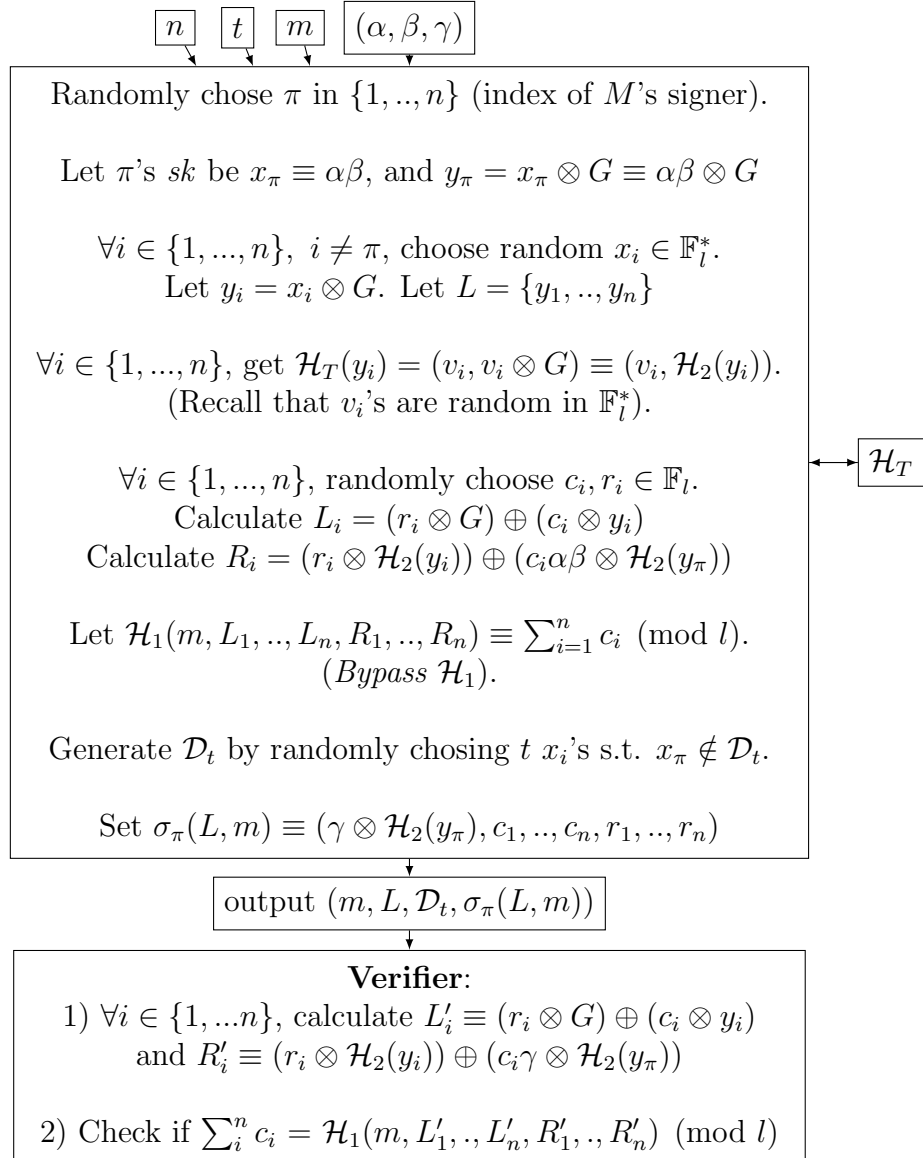 n t m (α, β, γ)
Randomly chose π in {1, .., n} (index of M's signer).
Let π's sk be x_π ≡ αβ, and y_π = x_π ⊗ G ≡ αβ ⊗ G
∀i ∈ {1, ..., n}, i ≠ π, choose random x_i ∈ 𝔽_l^*.
Let y_i = x_i ⊗ G. Let L = {y_1, .., y_n}
∀i ∈ {1, ..., n}, get ℋ_T(y_i) = (v_i, v_i ⊗ G) ≡ (v_i, ℋ_2(y_i)).
(Recall that v_i's are random in 𝔽_l^*).
ℋ_T
∀i ∈ {1, ..., n}, randomly choose c_i, r_i ∈ 𝔽_l.
Calculate L_i = (r_i ⊗ G) ⊕ (c_i ⊗ y_i)
Calculate R_i = (r_i ⊗ ℋ_2(y_i)) ⊕ (c_iαβ ⊗ ℋ_2(y_π))
Let ℋ_1(m, L_1, .., L_n, R_1, .., R_n) ≡ ∑_{i=1}^n c_i (mod l).
(Bypass ℋ_1).
Generate 𝒟_t by randomly chosing t x_i's s.t. x_π ∉ 𝒟_t.
Set σ_π(L, m) ≡ (γ ⊗ ℋ_2(y_π), c_1, .., c_n, r_1, .., r_n)
output (m, L, 𝒟_t, σ_π(L, m))
Verifier:
1) ∀i ∈ {1, ...n}, calculate L'_i ≡ (r_i ⊗ G) ⊕ (c_i ⊗ y_i)
and R'_i ≡ (r_i ⊗ ℋ_2(y_i)) ⊕ (c_iγ ⊗ ℋ_2(y_π))
2) Check if ∑_i^n c_i = ℋ_1(m, L'_1, ., L'_n, R'_1, ., R'_n) (mod l)